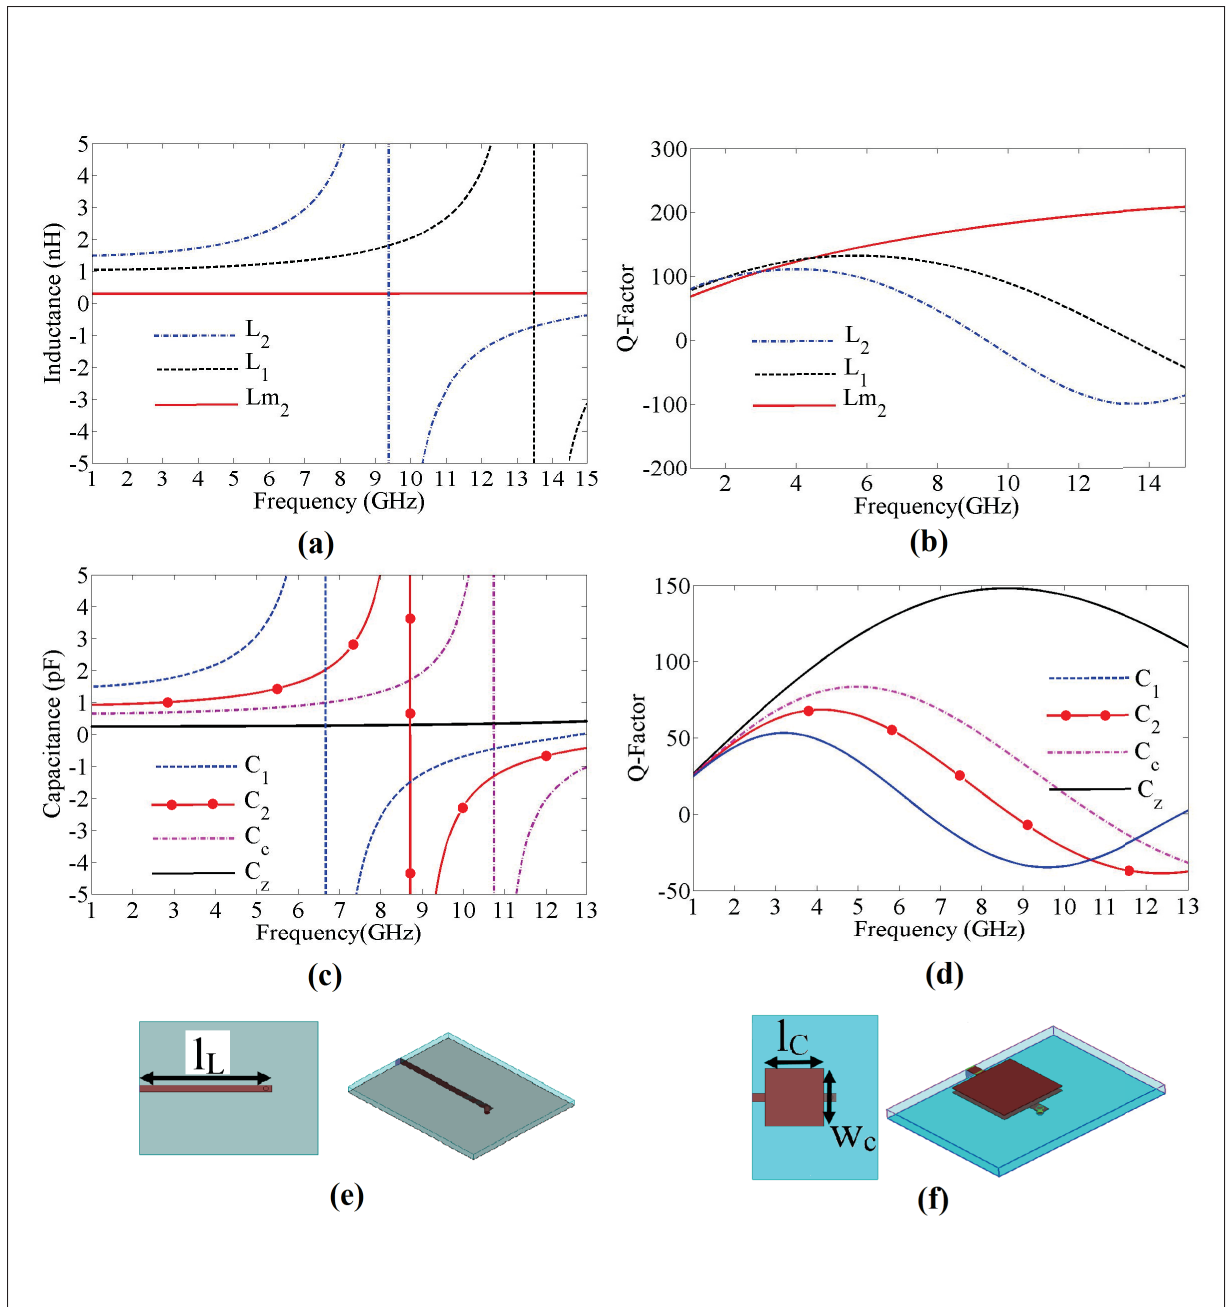 5
4
3
2
1
0
-1
-2
-3
-4
-5
Inductance (nH)
L2
L1
Lm2
1 2 3 4 5 6 7 8 9 10 11 12 13 14 15
Frequency (GHz)
(a)
300
200
100
0
-100
-200
Q-Factor
L2
L1
Lm2
2 4 6 8 10 12 14
Frequency(GHz)
(b)
5
4
3
2
1
0
-1
-2
-3
-4
-5
Capacitance (pF)
C1
C2
Cc
Cz
1 2 3 4 5 6 7 8 9 10 11 12 13
Frequency(GHz)
(c)
150
100
50
0
-50
Q-Factor
C1
C2
Cc
Cz
1 2 3 4 5 6 7 8 9 10 11 12 13
Frequency (GHz)
(d)
lL
(e)
lC
wc
(f)